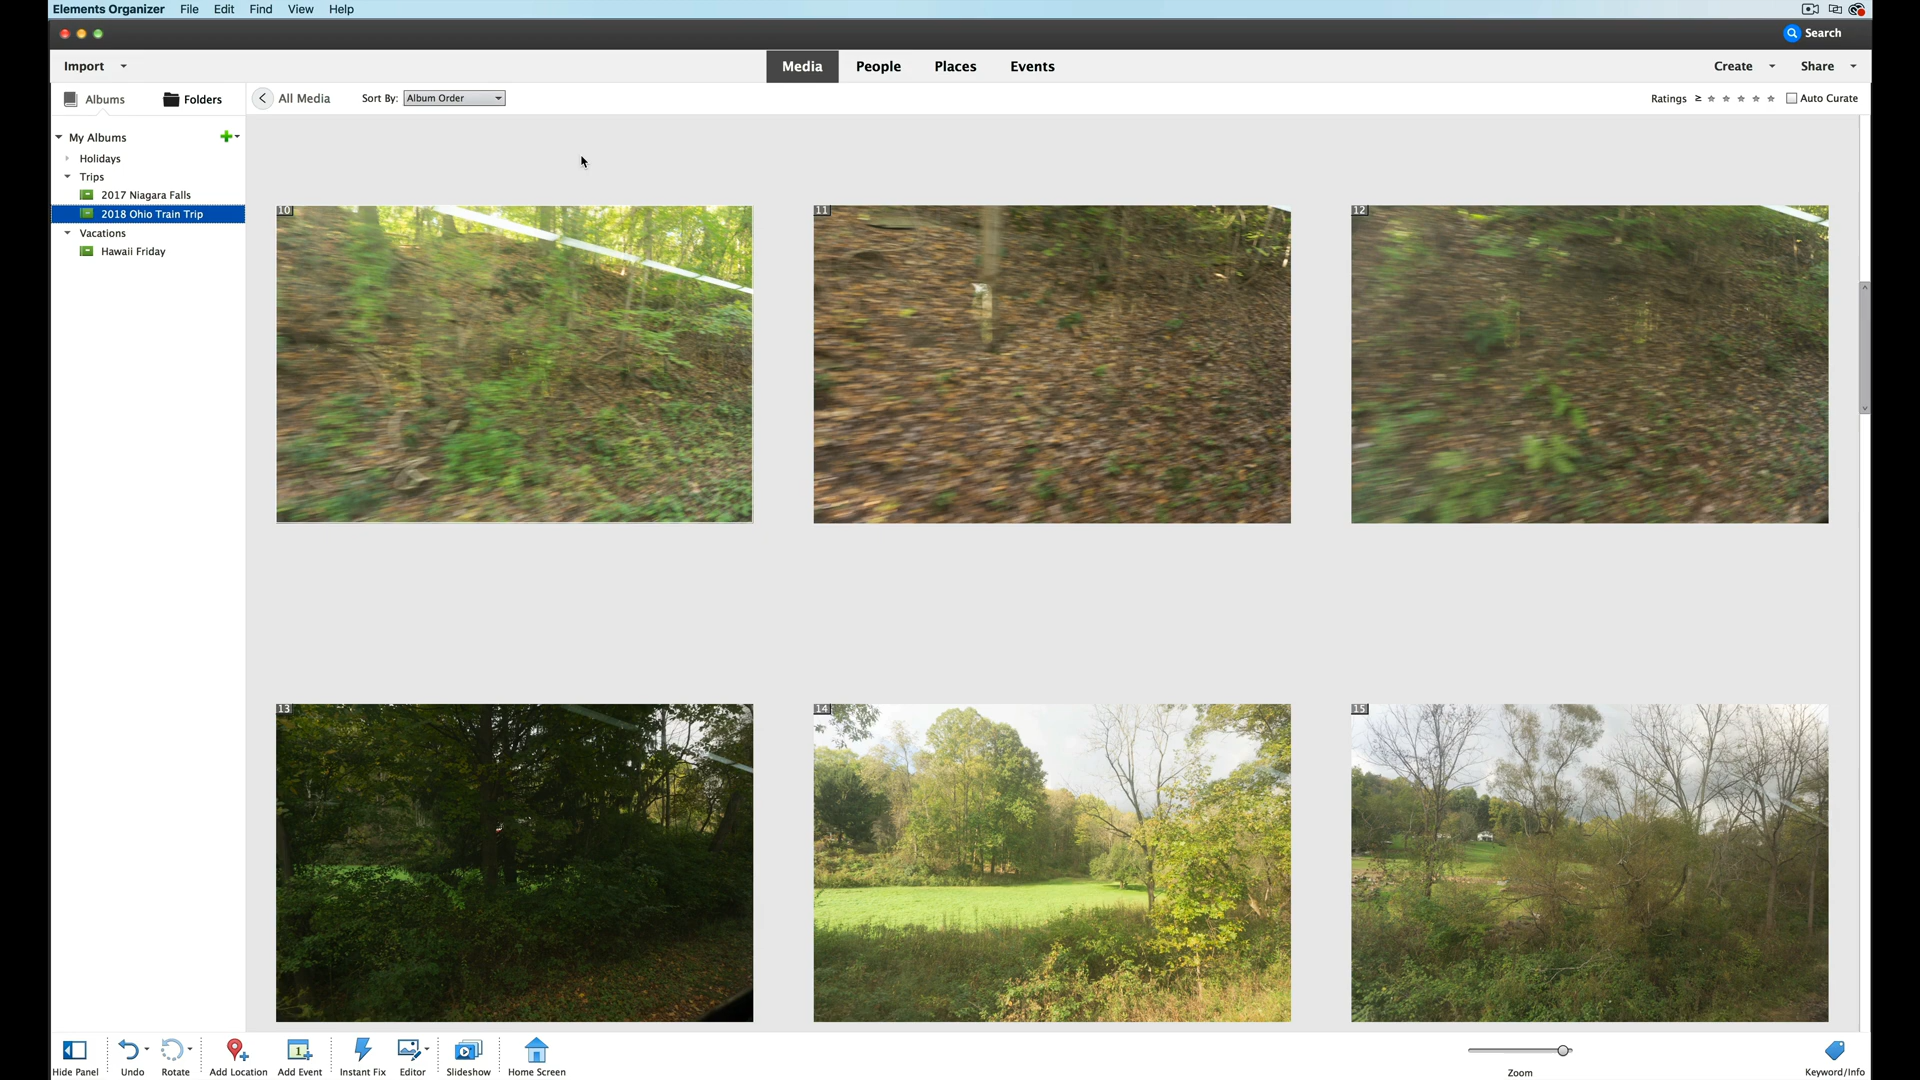 Elements Organizer File Edit Find View Help
Search
Import Media People Places Events Create Share
Albums Folders All Media Sort By: Album Order Ratings ≥ Auto Curate
My Albums
Holidays
Trips
2017 Niagara Falls
2018 Ohio Train Trip
Vacations
Hawaii Friday
10 11 12
13 14 15
1
Hide Panel Undo Rotate Add Location Add Event Instant Fix Editor Slideshow Home Screen Zoom Keyword/Info